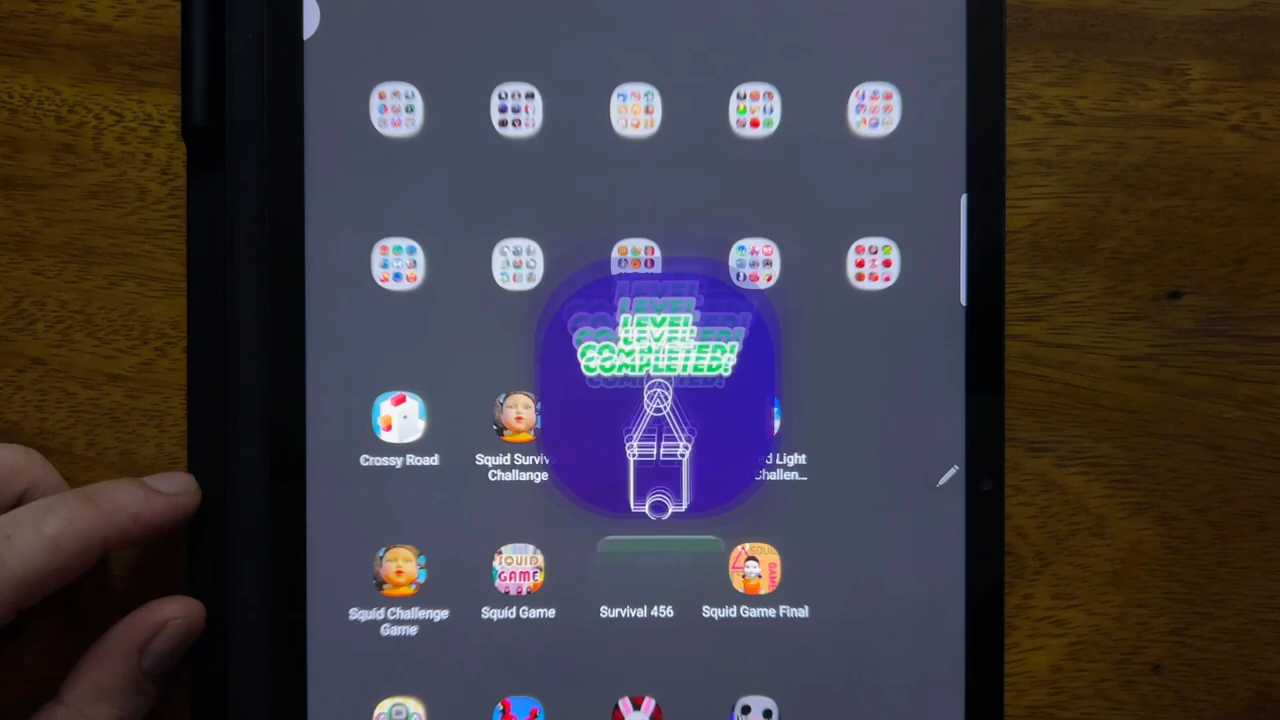 LEVEL
COMPLETED!
Crossy Road
Squid Surviv
Challange
d Light
Challen...
SQUID
GAME
SQUID
GAME
Squid Challenge
Game
Squid Game
Survival 456
Squid Game Final